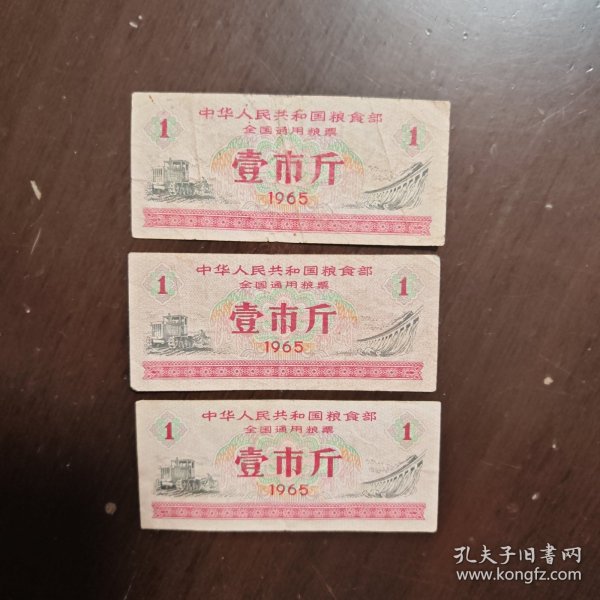 中华人民共和国粮食部
全国通用粮票
1 1
壹市斤
1965
中华人民共和国粮食部
全国通用粮票
1 1
壹市斤
1965
中华人民共和国粮食部
全国通用粮票
1 1
壹市斤
1965
孔夫子旧书网
www.kongfz.com